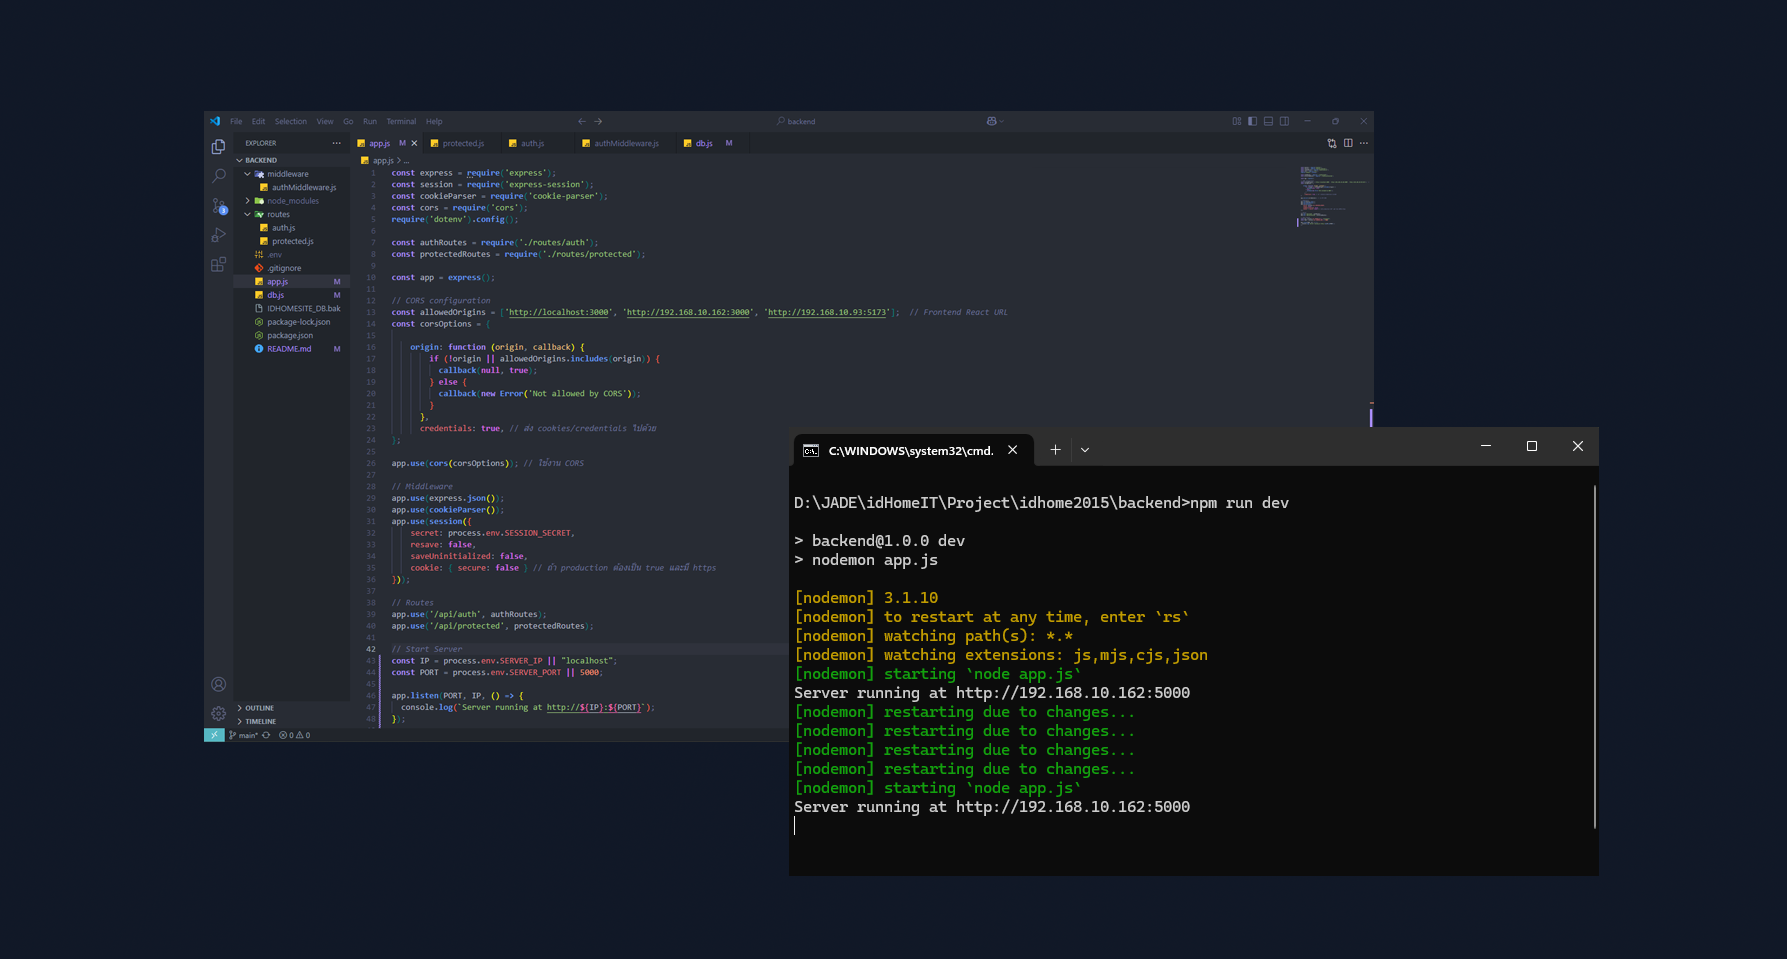 File Edit Selection View Go Run Terminal Help
backend
EXPLORER
BACKEND
middleware
authMiddleware.js
node_modules
routes
auth.js
protected.js
.env
.gitignore
app.js M
db.js M
IDHOMESITE_DB.bak
package-lock.json
package.json
README.md M
OUTLINE
TIMELINE
main* 0 0
app.js M protected.js auth.js authMiddleware.js db.js M
app.js > ...
1 const express = require('express');
2 const session = require('express-session');
3 const cookieParser = require('cookie-parser');
4 const cors = require('cors');
5 require('dotenv').config();
6
7 const authRoutes = require('./routes/auth');
8 const protectedRoutes = require('./routes/protected');
9
10 const app = express();
11
12 // CORS configuration
13 const allowedOrigins = ['http://localhost:3000', 'http://192.168.10.162:3000', 'http://192.168.10.93:5173']; // Frontend React URL
14 const corsOptions = {
15
16 origin: function (origin, callback) {
17 if (!origin || allowedOrigins.includes(origin)) {
18 callback(null, true);
19 } else {
20 callback(new Error('Not allowed by CORS'));
21 }
22 },
23 credentials: true, // ส่ง cookies/credentials ไปด้วย
24 };
25
26 app.use(cors(corsOptions)); // ใช้งาน CORS
27
28 // Middleware
29 app.use(express.json());
30 app.use(cookieParser());
31 app.use(session({
32 secret: process.env.SESSION_SECRET,
33 resave: false,
34 saveUninitialized: false,
35 cookie: { secure: false } // ถ้า production ต้องเป็น true และมี https
36 }));
37
38 // Routes
39 app.use('/api/auth', authRoutes);
40 app.use('/api/protected', protectedRoutes);
41
42 // Start Server
43 const IP = process.env.SERVER_IP || "localhost";
44 const PORT = process.env.SERVER_PORT || 5000;
45
46 app.listen(PORT, IP, () => {
47 console.log(`Server running at http://${IP}:${PORT}`);
48 });
C:\WINDOWS\system32\cmd.
D:\JADE\idHomeIT\Project\idhome2015\backend>npm run dev
> backend@1.0.0 dev
> nodemon app.js
[nodemon] 3.1.10
[nodemon] to restart at any time, enter `rs`
[nodemon] watching path(s): *.*
[nodemon] watching extensions: js,mjs,cjs,json
[nodemon] starting `node app.js`
Server running at http://192.168.10.162:5000
[nodemon] restarting due to changes...
[nodemon] restarting due to changes...
[nodemon] restarting due to changes...
[nodemon] restarting due to changes...
[nodemon] starting `node app.js`
Server running at http://192.168.10.162:5000